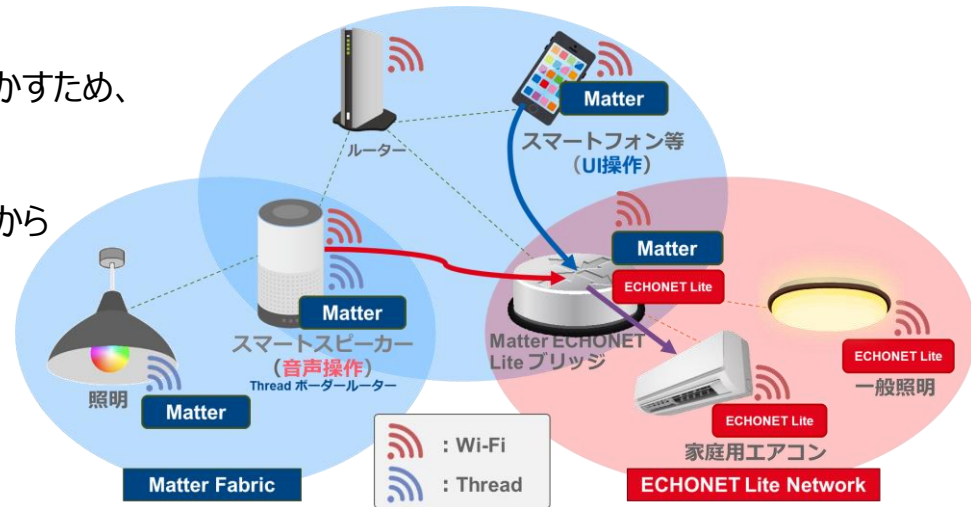 かすため、
から
ルーター
Matter
スマートフォン等
（UI操作）
Matter
スマートスピーカー
（音声操作）
Thread ボーダールーター
照明
Matter
Matter
ECHONET Lite
Matter ECHONET
Lite ブリッジ
ECHONET Lite
一般照明
ECHONET Lite
家庭用エアコン
Matter Fabric
：Wi-Fi
：Thread
ECHONET Lite Network